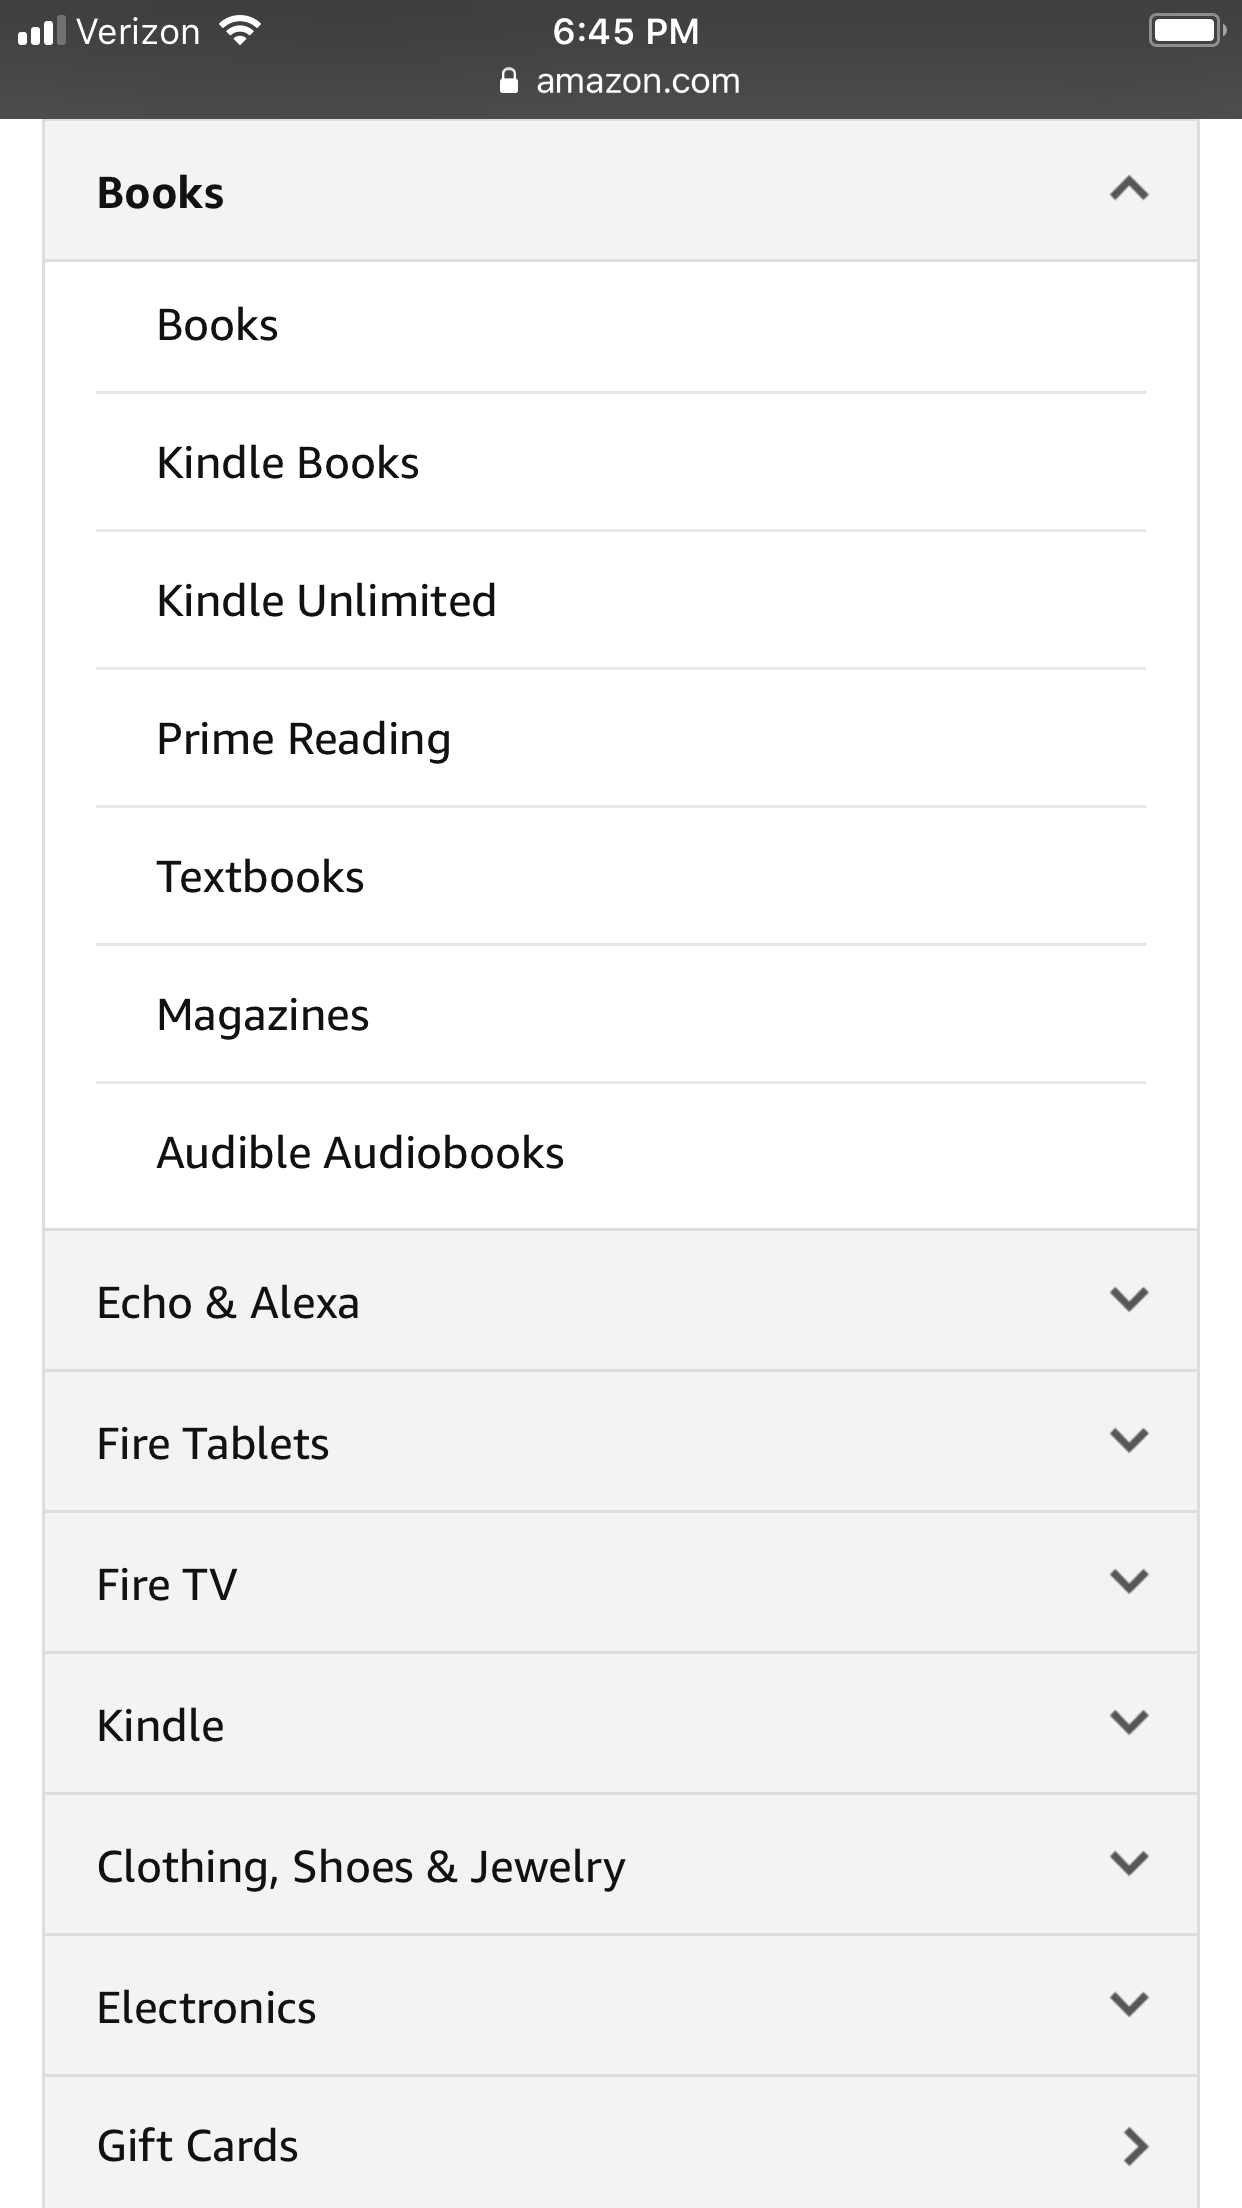 Verizon 6:45 PM
amazon.com
Books
Books
Kindle Books
Kindle Unlimited
Prime Reading
Textbooks
Magazines
Audible Audiobooks
Echo & Alexa
Fire Tablets
Fire TV
Kindle
Clothing, Shoes & Jewelry
Electronics
Gift Cards